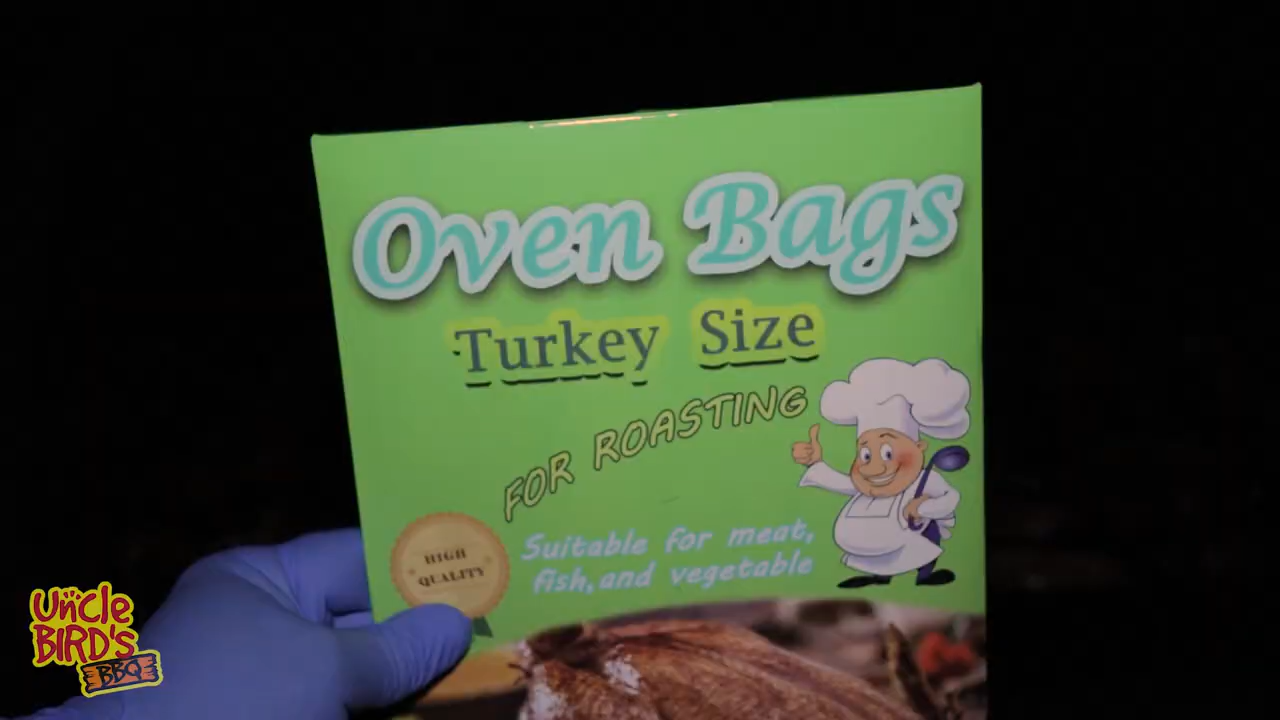 Oven Bags
Turkey Size
FOR ROASTING
Suitable for meat,
fish,and vegetable
HIGH
QUALITY
Uncle
BIRD'S
BBQ